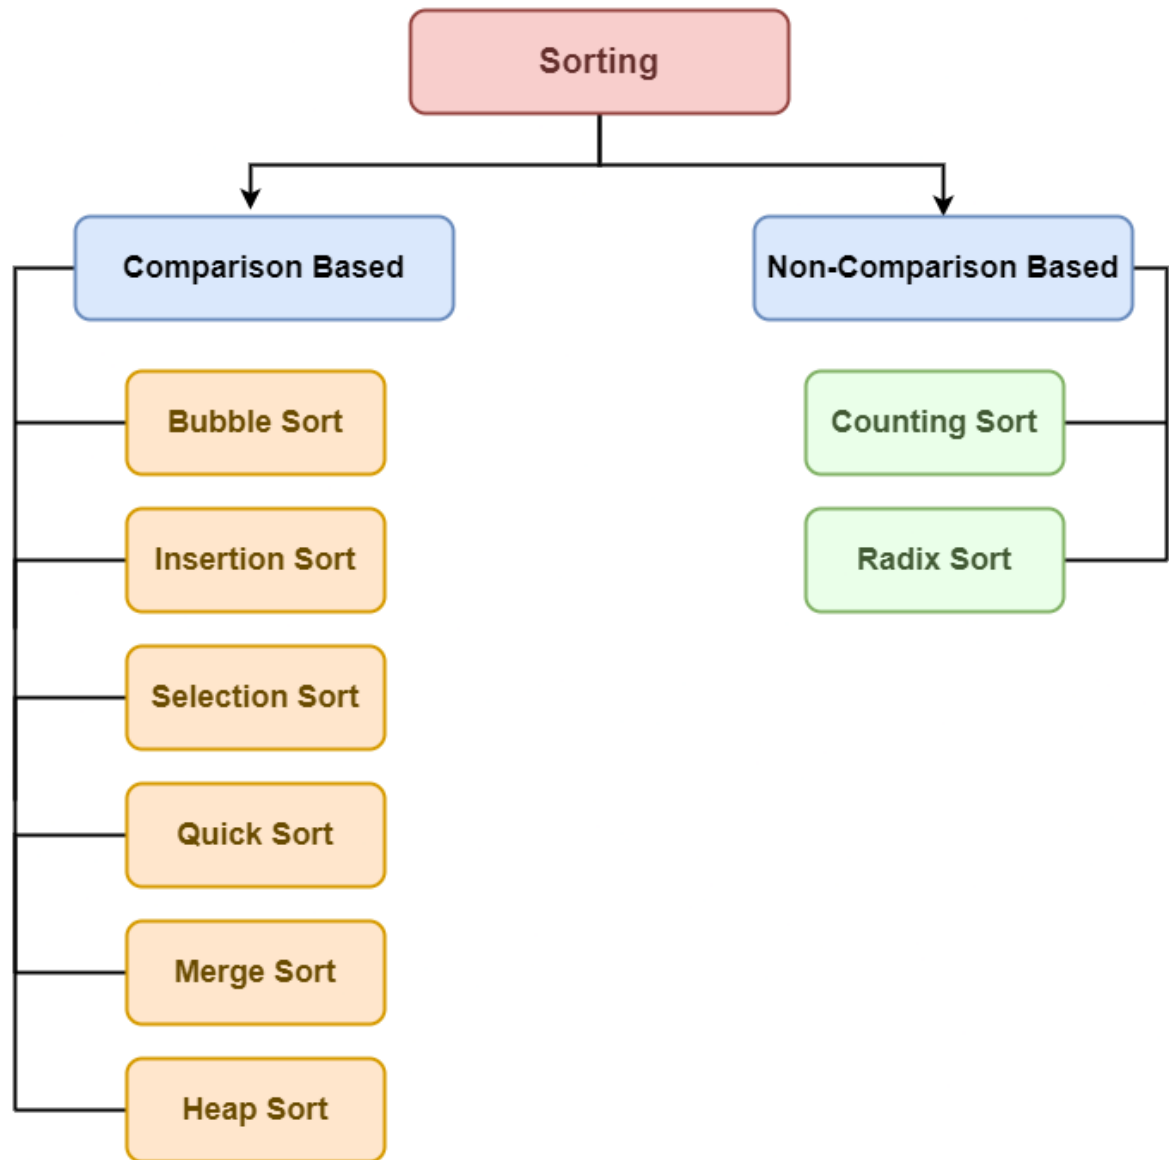 Sorting
Comparison Based
Non-Comparison Based
Bubble Sort
Insertion Sort
Selection Sort
Quick Sort
Merge Sort
Heap Sort
Counting Sort
Radix Sort